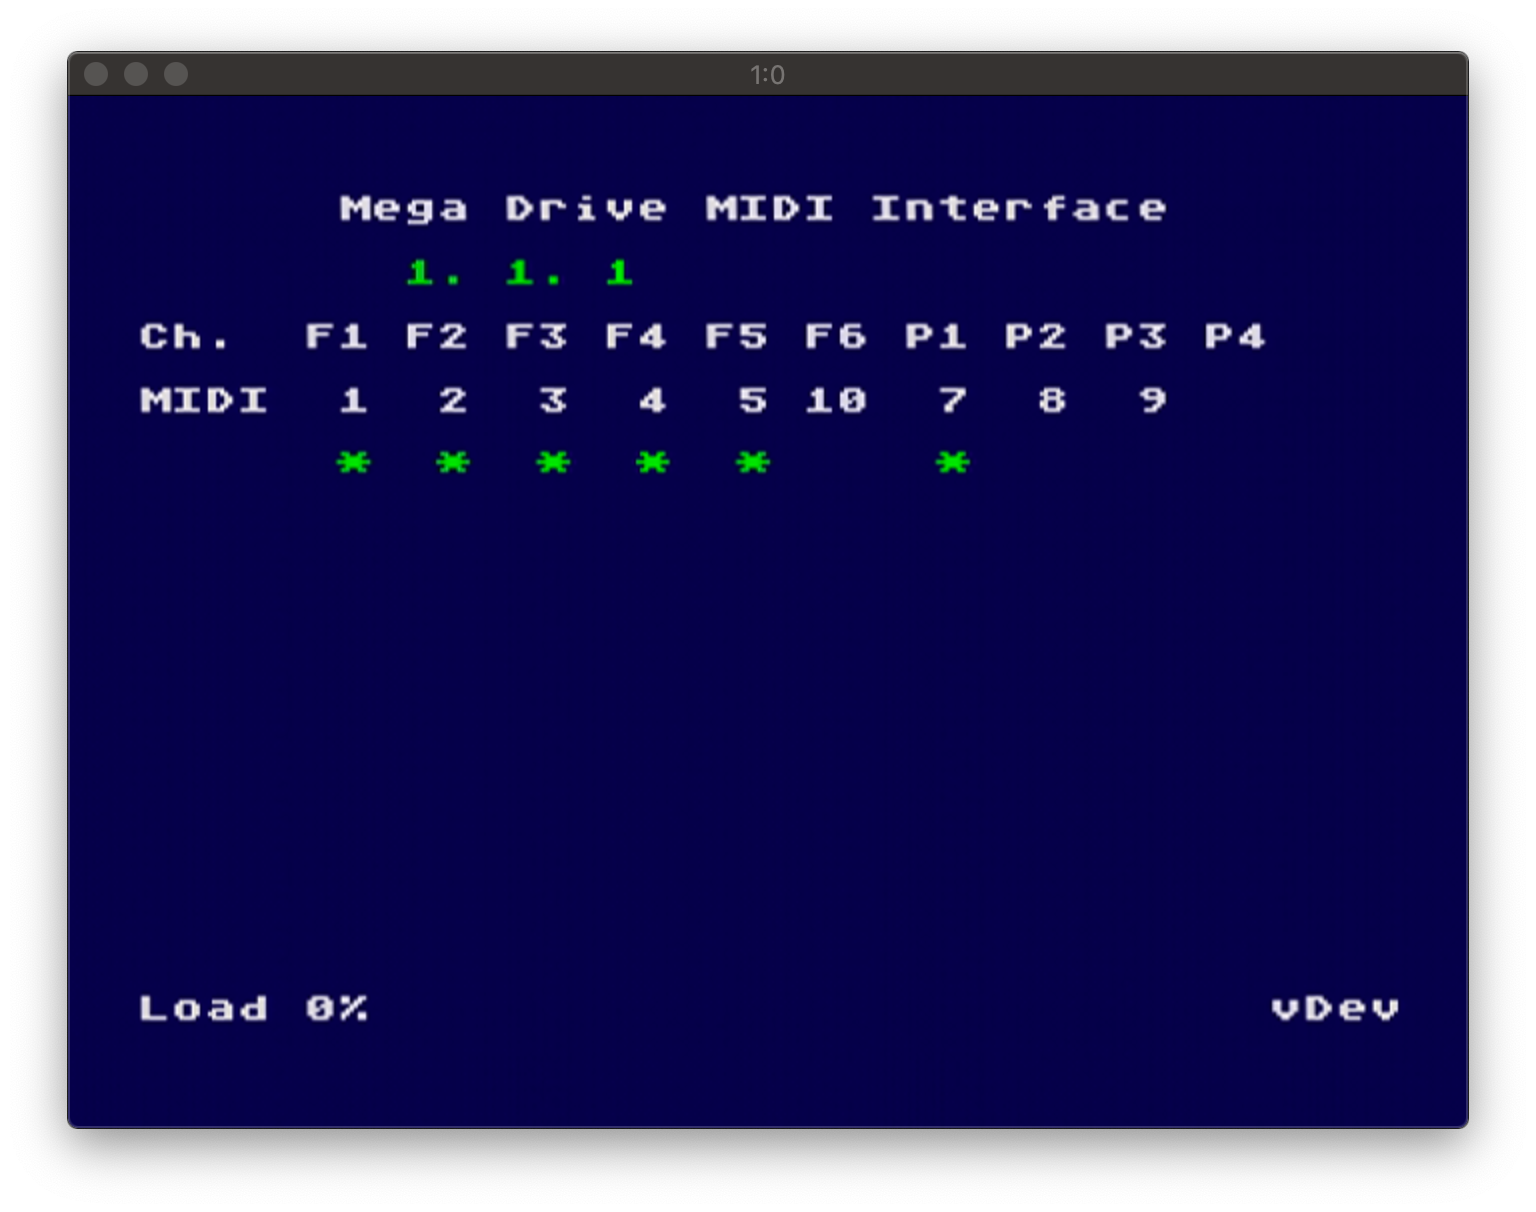 1:0
Mega Drive MIDI Interface
1. 1. 1
Ch. F1 F2 F3 F4 F5 F6 P1 P2 P3 P4
MIDI 1 2 3 4 5 10 7 8 9
* * * * * *
Load 0% vDev